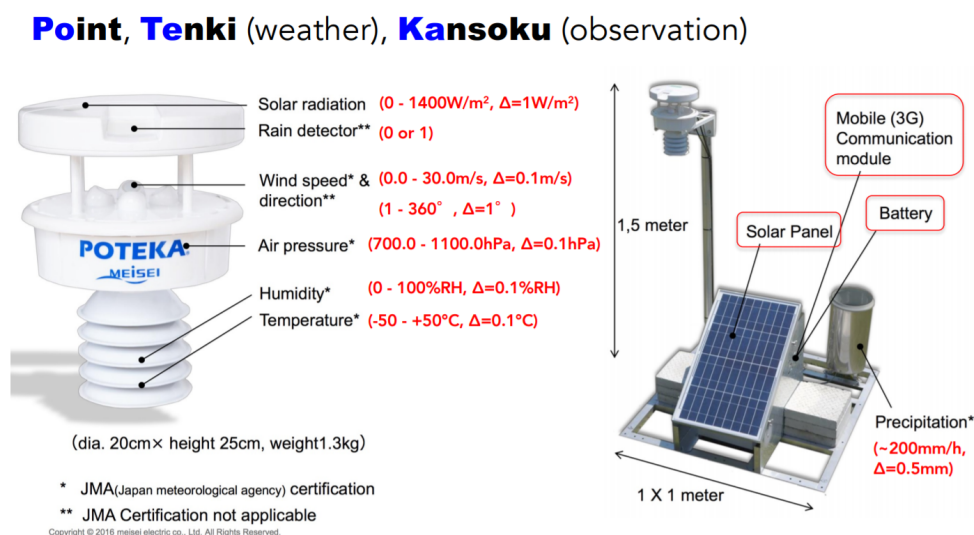 Point, Tenki (weather), Kansoku (observation)
Solar radiation (0 - 1400W/m², Δ=1W/m²)
Rain detector** (0 or 1)
Wind speed* & (0.0 - 30.0m/s, Δ=0.1m/s)
direction** (1 - 360°, Δ=1°)
POTEKA
MEISEI
Air pressure* (700.0 - 1100.0hPa, Δ=0.1hPa)
Humidity* (0 - 100%RH, Δ=0.1%RH)
Temperature* (-50 - +50°C, Δ=0.1°C)
(dia. 20cm× height 25cm, weight1.3kg)
* JMA(Japan meteorological agency) certification
** JMA Certification not applicable
Copyright © 2016 meisei electric co., Ltd. All Rights Reserved.
Mobile (3G)
Communication
module
Battery
1,5 meter
Solar Panel
Precipitation*
(~200mm/h,
Δ=0.5mm)
1 X 1 meter